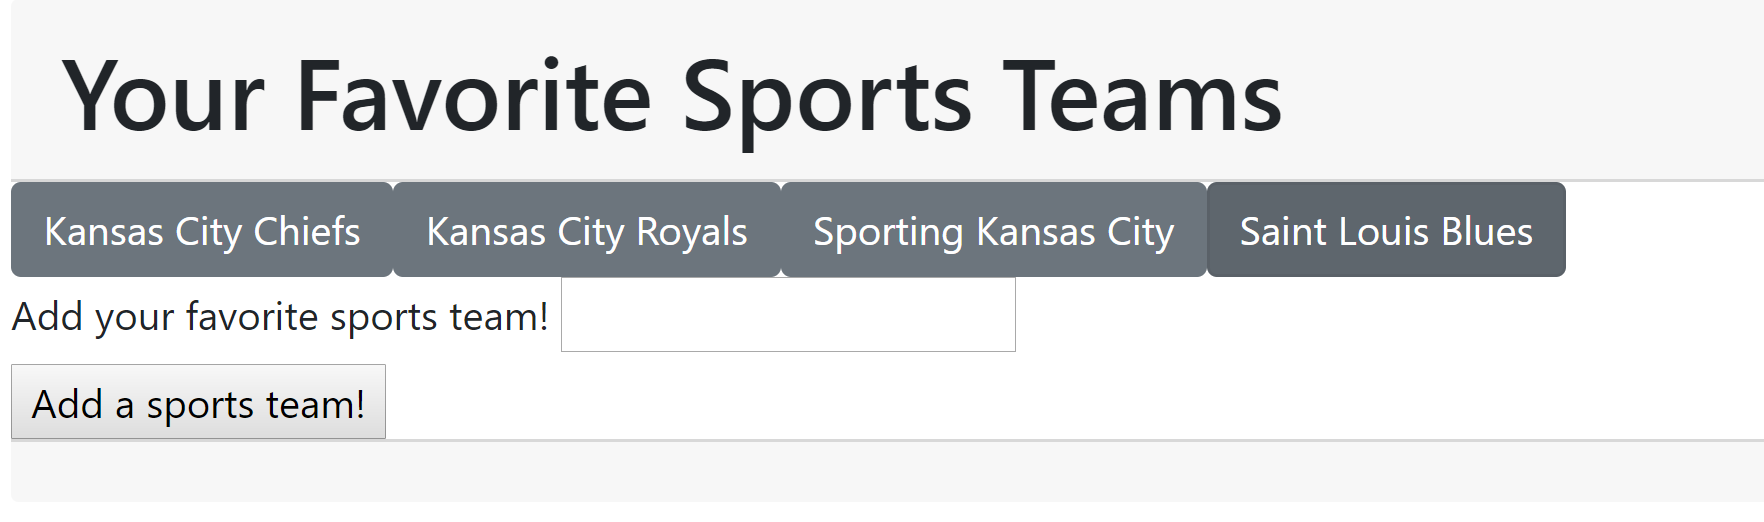 Your Favorite Sports Teams
Kansas City Chiefs Kansas City Royals Sporting Kansas City Saint Louis Blues
Add your favorite sports team!
Add a sports team!